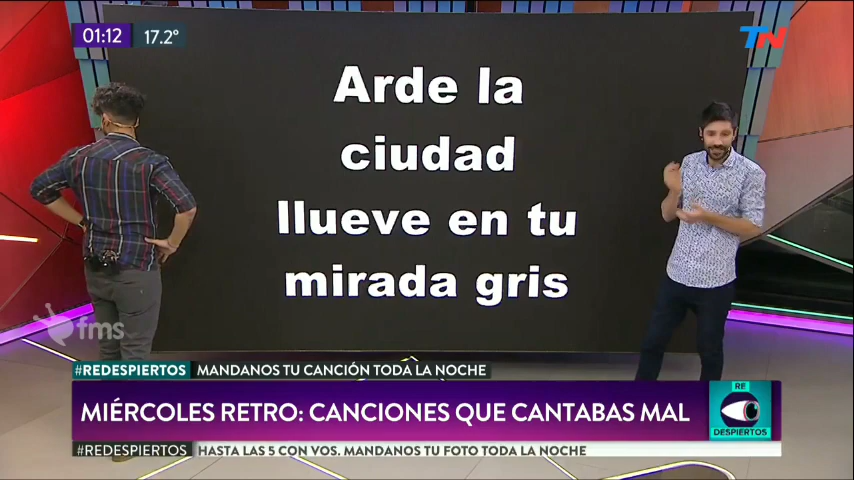 01:12 17.2°
TN
Arde la
ciudad
llueve en tu
mirada gris
fms
#REDESPIERTOS MANDANOS TU CANCIÓN TODA LA NOCHE
MIÉRCOLES RETRO: CANCIONES QUE CANTABAS MAL
RE
DESPIERTOS
#REDESPIERTOS HASTA LAS 5 CON VOS. MANDANOS TU FOTO TODA LA NOCHE